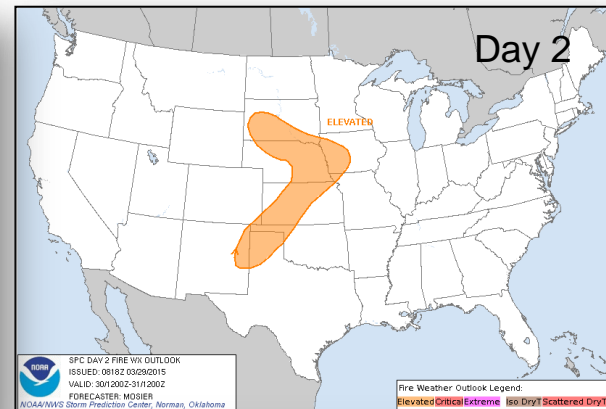 Day 2
ELEVATED
NOAA
SPC DAY 2 FIRE WX OUTLOOK
ISSUED: 0818Z 03/29/2015
VALID: 30/1200Z-31/1200Z
FORECASTER: MOSIER
NOAA/NWS Storm Prediction Center, Norman, Oklahoma
Fire Weather Outlook Legend:
Elevated Critical Extreme Iso DryT Scattered DryT